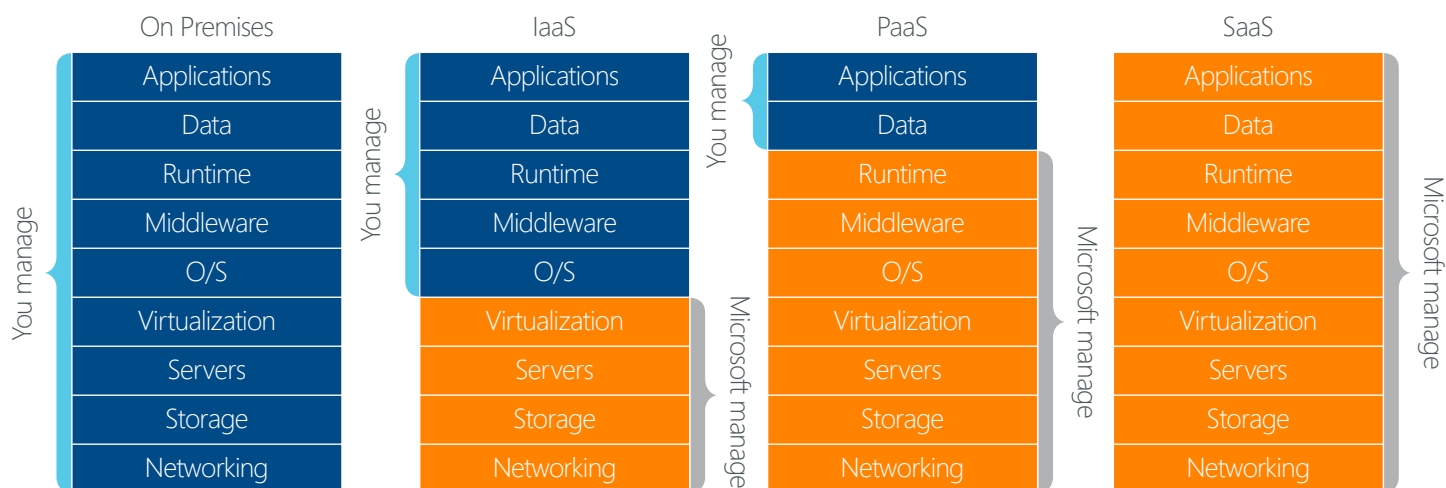 On Premises
You manage
Applications
Data
Runtime
Middleware
O/S
Virtualization
Servers
Storage
Networking
IaaS
You manage
Applications
Data
Runtime
Middleware
O/S
Virtualization
Servers
Storage
Networking
Microsoft manage
PaaS
You manage
Applications
Data
Runtime
Middleware
O/S
Virtualization
Servers
Storage
Networking
Microsoft manage
SaaS
Applications
Data
Runtime
Middleware
O/S
Virtualization
Servers
Storage
Networking
Microsoft manage